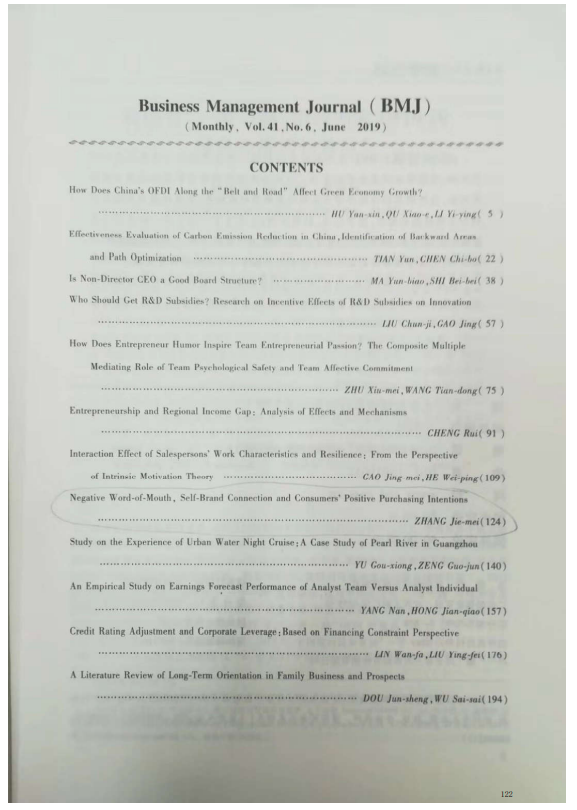 Business Management Journal ( BMJ )
( Monthly, Vol. 41, No. 6, June 2019 )
CONTENTS
How Does China's OFDI Along the "Belt and Road" Affect Green Economy Growth?
HU Yan-xin, QU Xiao-e, LI Yi-ying( 5 )
Effectiveness Evaluation of Carbon Emission Reduction in China, Identification of Backward Areas
and Path Optimization TIAN Yun, CHEN Chi-bo( 22 )
Is Non-Director CEO a Good Board Structure? MA Yun-biao, SHI Bei-bei( 38 )
Who Should Get R&D Subsidies? Research on Incentive Effects of R&D Subsidies on Innovation
LIU Chun-ji, GAO Jing( 57 )
How Does Entrepreneur Humor Inspire Team Entrepreneurial Passion? The Composite Multiple
Mediating Role of Team Psychological Safety and Team Affective Commitment
ZHU Xiu-mei, WANG Tian-dong( 75 )
Entrepreneurship and Regional Income Gap: Analysis of Effects and Mechanisms
CHENG Rui( 91 )
Interaction Effect of Salespersons' Work Characteristics and Resilience: From the Perspective
of Intrinsic Motivation Theory GAO Jing mei, HE Wei-ping( 109 )
Negative Word-of-Mouth, Self-Brand Connection and Consumers' Positive Purchasing Intentions
ZHANG Jie-mei( 124 )
Study on the Experience of Urban Water Night Cruise: A Case Study of Pearl River in Guangzhou
YU Gou-xiong, ZENG Guo-jun( 140 )
An Empirical Study on Earnings Forecast Performance of Analyst Team Versus Analyst Individual
YANG Nan, HONG Jian-qiao( 157 )
Credit Rating Adjustment and Corporate Leverage: Based on Financing Constraint Perspective
LIN Wan-fa, LIU Ying-fei( 176 )
A Literature Review of Long-Term Orientation in Family Business and Prospects
DOU Jun-sheng, WU Sai-sai( 194 )
122